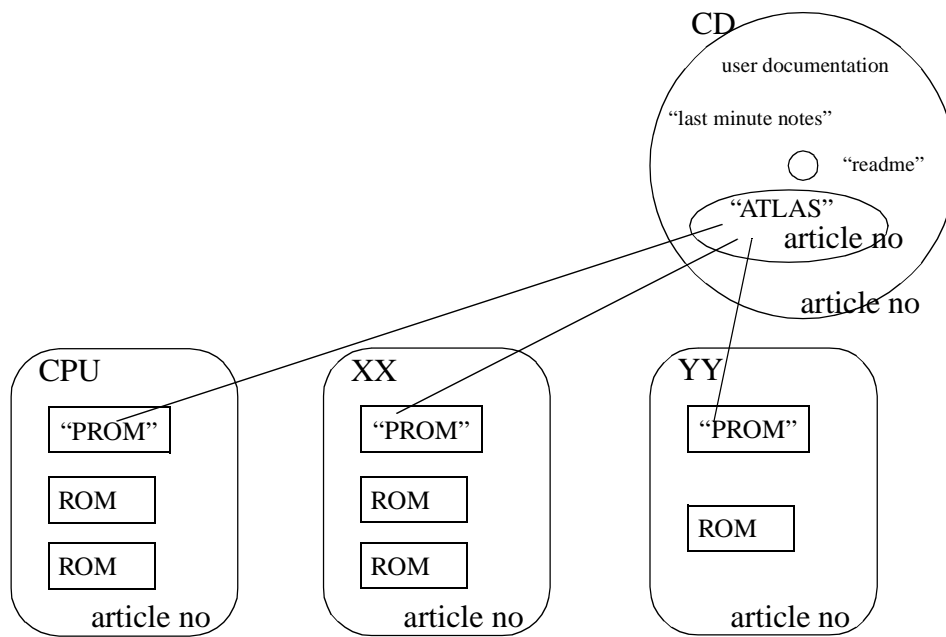 CD
user documentation
“last minute notes”
“readme”
“ATLAS”
article no
article no
CPU
“PROM”
ROM
ROM
article no
XX
“PROM”
ROM
ROM
article no
YY
“PROM”
ROM
article no